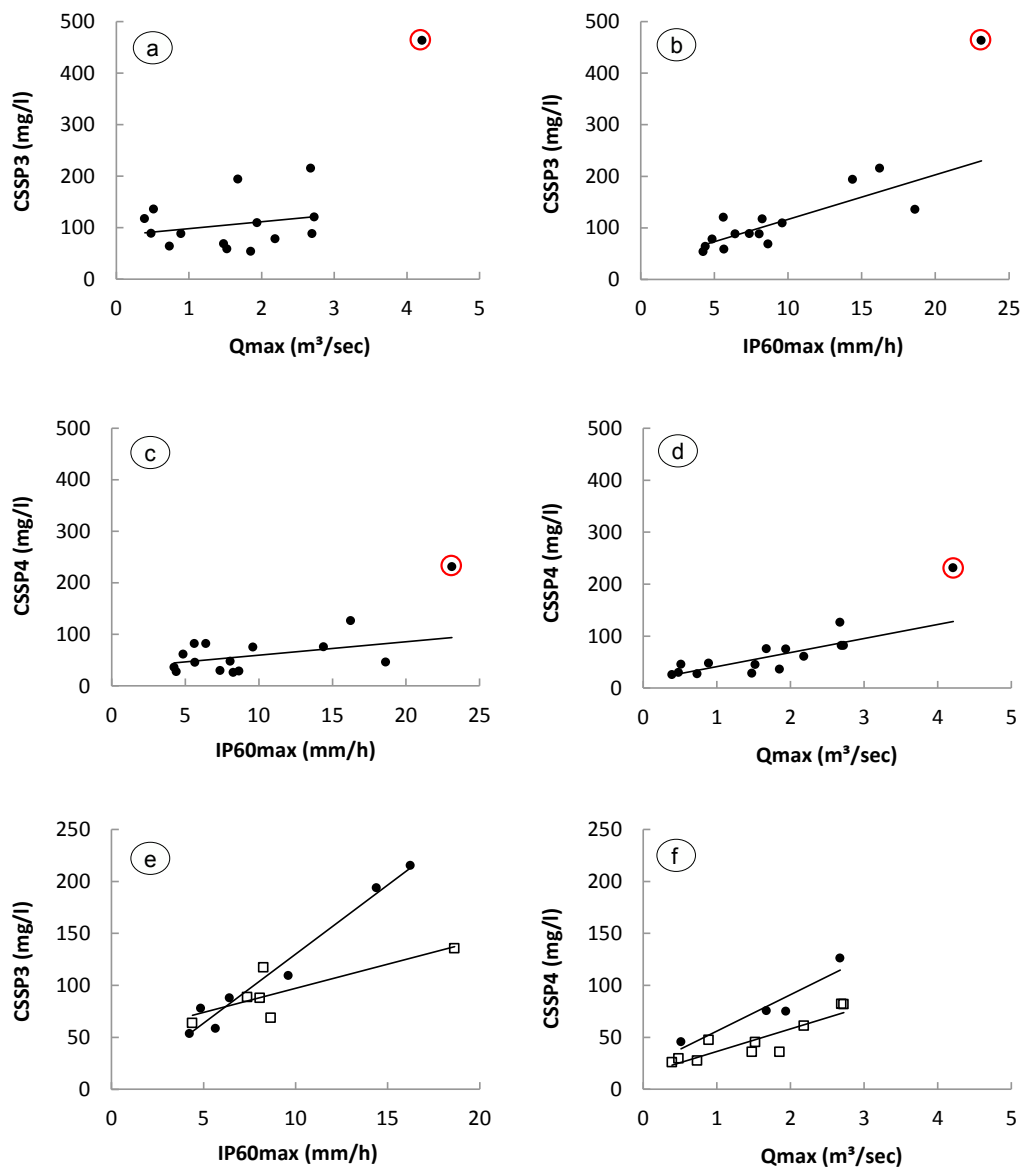 a
CSSP3 (mg/l)
500
400
300
200
100
0
0 1 2 3 4 5
Qmax (m³/sec)
b
CSSP3 (mg/l)
500
400
300
200
100
0
0 5 10 15 20 25
IP60max (mm/h)
c
CSSP4 (mg/l)
500
400
300
200
100
0
0 5 10 15 20 25
IP60max (mm/h)
d
CSSP4 (mg/l)
500
400
300
200
100
0
0 1 2 3 4 5
Qmax (m³/sec)
e
CSSP3 (mg/l)
250
200
150
100
50
0
0 5 10 15 20
IP60max (mm/h)
f
CSSP4 (mg/l)
250
200
150
100
50
0
0 1 2 3 4 5
Qmax (m³/sec)